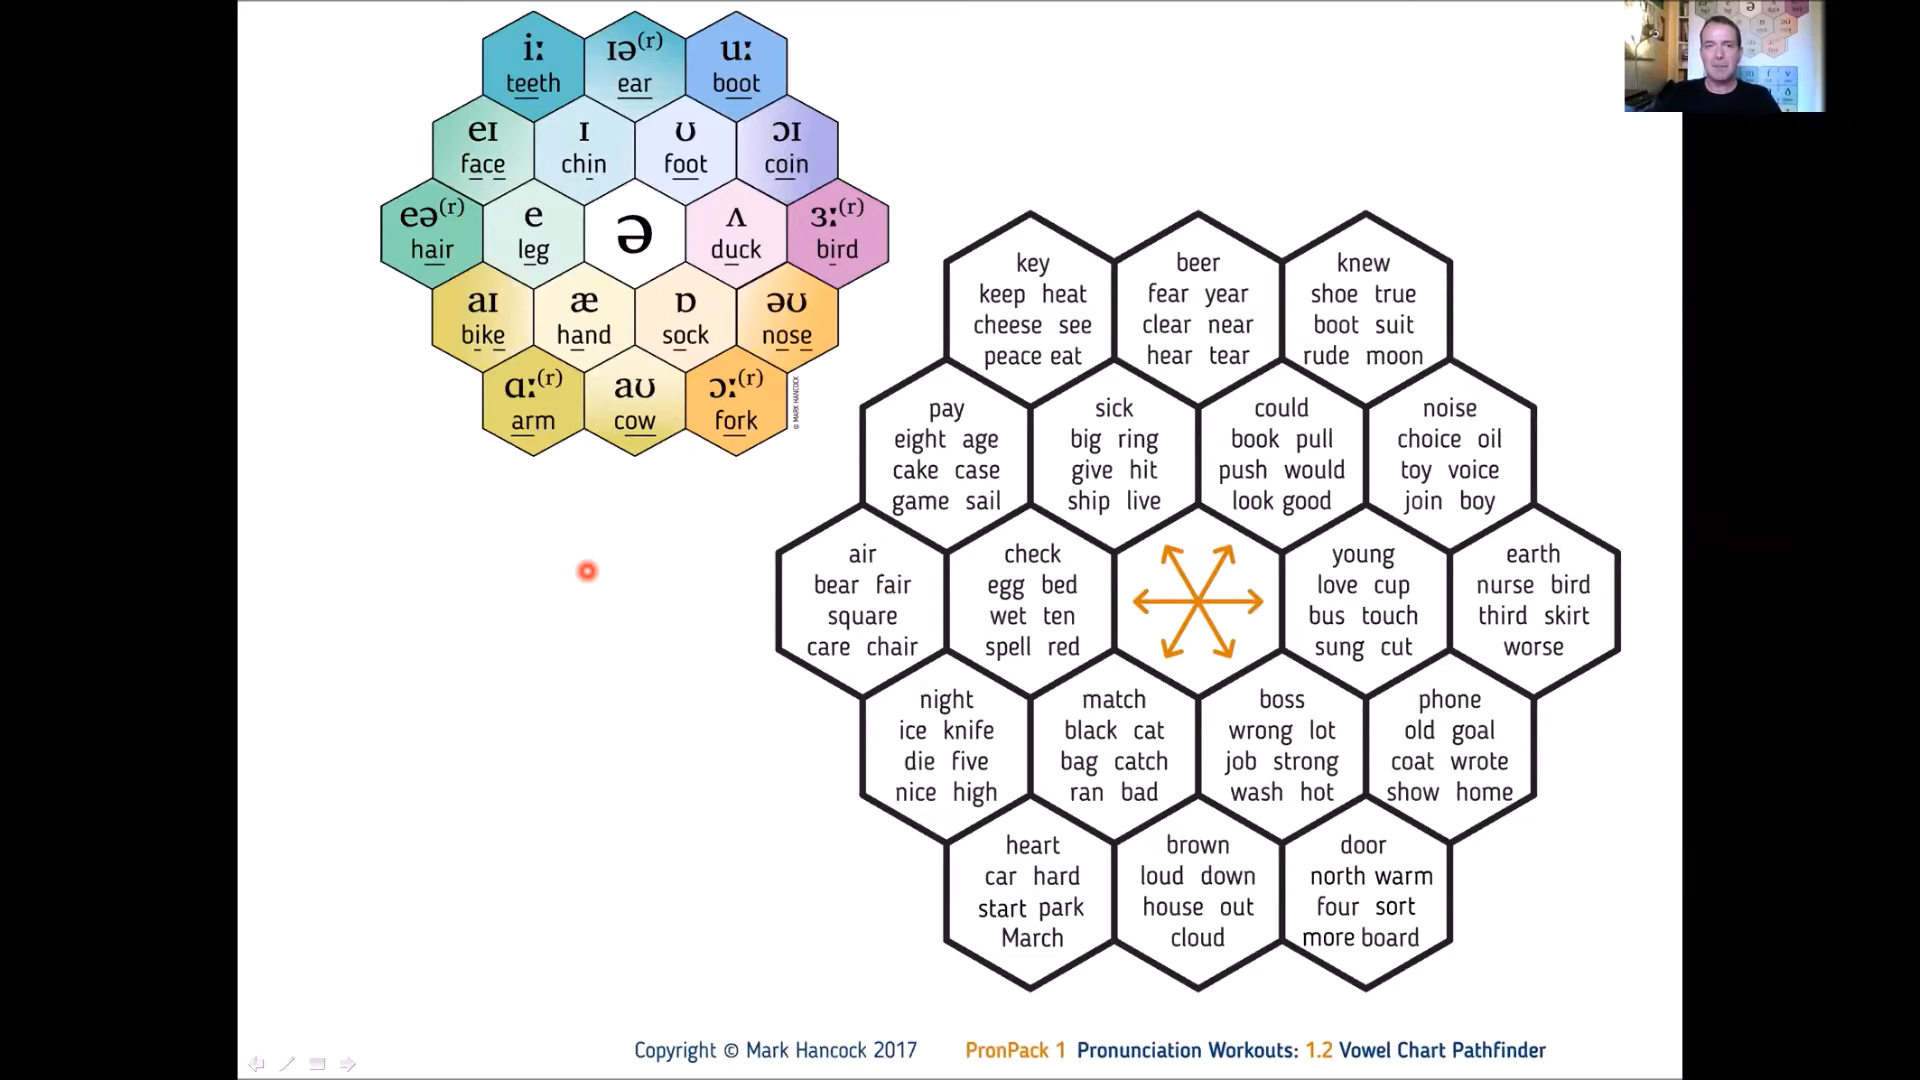 iː
teeth
ɪə(r)
ear
uː
boot
eɪ
face
ɪ
chin
ʊ
foot
ɔɪ
coin
eə(r)
hair
e
leg
ə
ʌ
duck
ɜː(r)
bird
aɪ
bike
æ
hand
ɒ
sock
əʊ
nose
ɑː(r)
arm
aʊ
cow
ɔː(r)
fork
© MARK HANCOCK
key
keep heat
cheese see
peace eat
beer
fear year
clear near
hear tear
knew
shoe true
boot suit
rude moon
pay
eight age
cake case
game sail
sick
big ring
give hit
ship live
could
book pull
push would
look good
noise
choice oil
toy voice
join boy
air
bear fair
square
care chair
check
egg bed
wet ten
spell red
young
love cup
bus touch
sung cut
earth
nurse bird
third skirt
worse
night
ice knife
die five
nice high
match
black cat
bag catch
ran bad
boss
wrong lot
job strong
wash hot
phone
old goal
coat wrote
show home
heart
car hard
start park
March
brown
loud down
house out
cloud
door
north warm
four sort
more board
Copyright © Mark Hancock 2017
PronPack 1 Pronunciation Workouts: 1.2 Vowel Chart Pathfinder